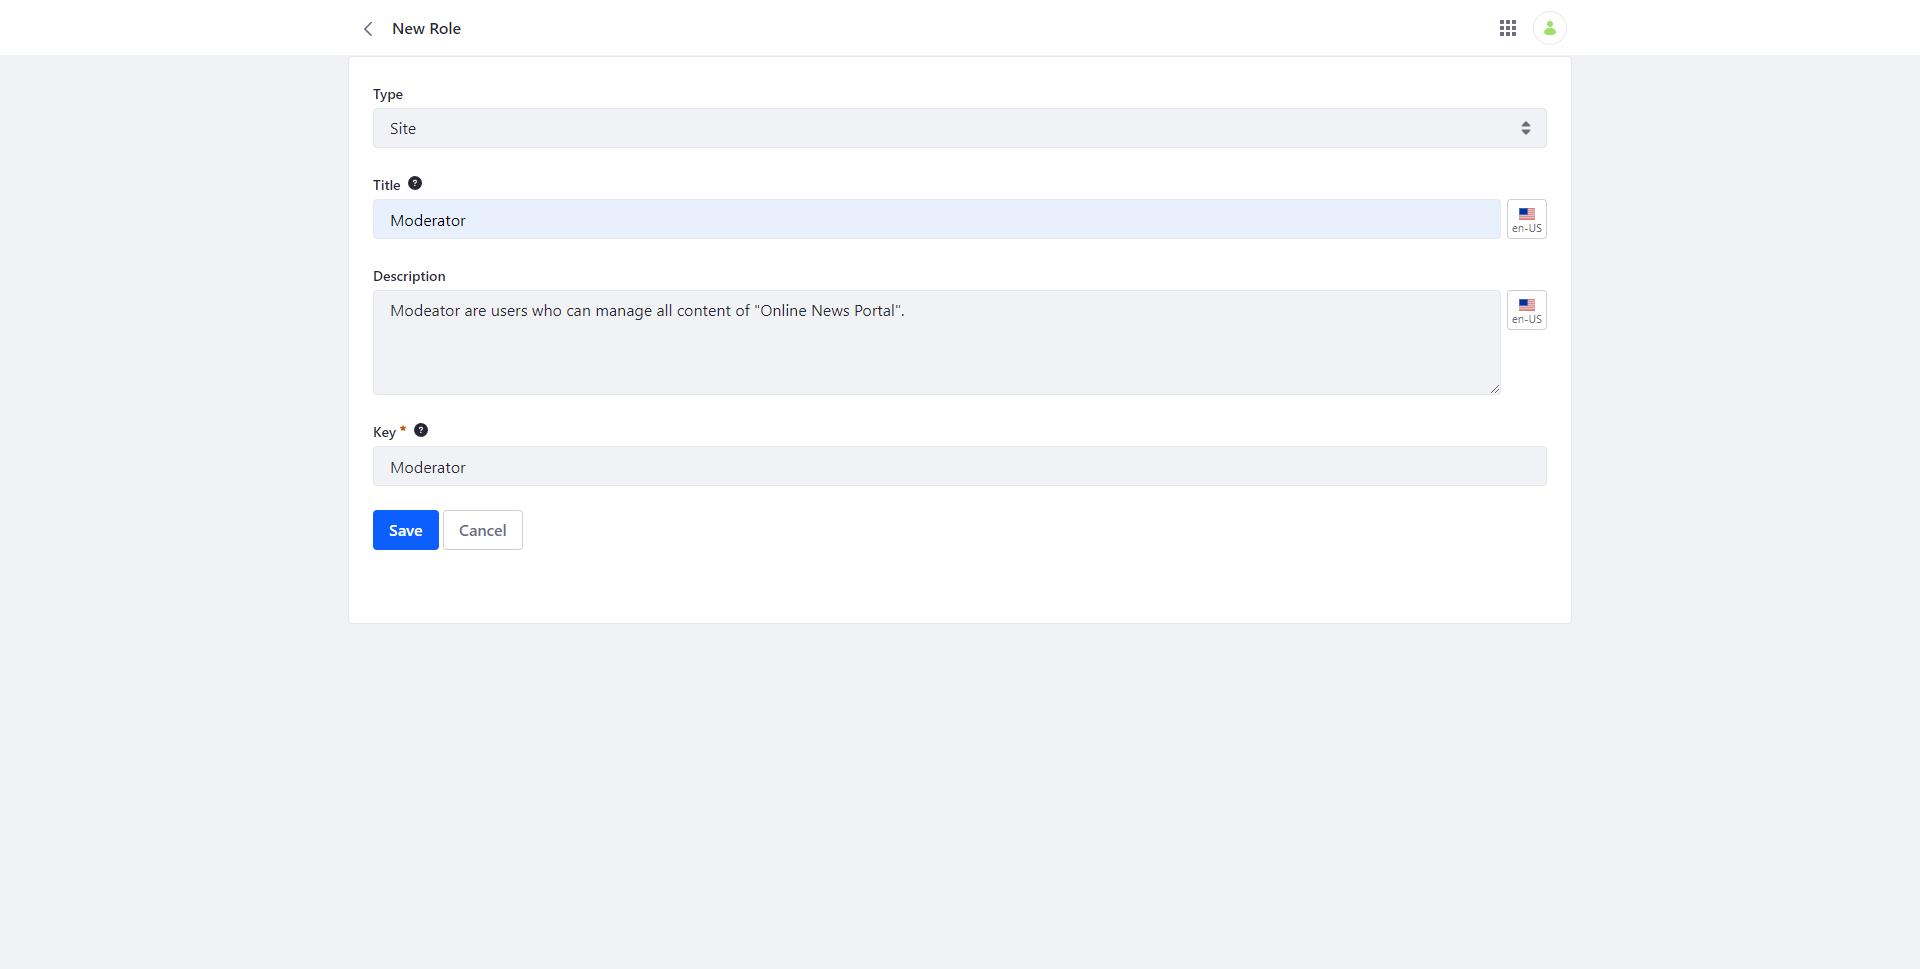 New Role
Type
Site
Title ?
Moderator
en-US
Description
Modeator are users who can manage all content of "Online News Portal".
en-US
Key * ?
Moderator
Save Cancel